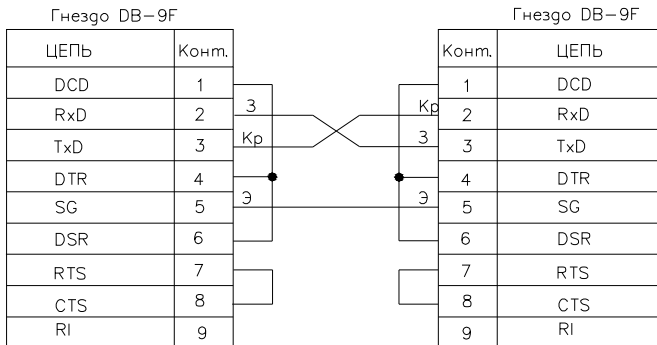 Гнездо DB-9F Гнездо DB-9F
ЦЕПЬ Конт. Конт. ЦЕПЬ
DCD 1 1 DCD
RxD 2 З Кр 2 RxD
TxD 3 Кр З 3 TxD
DTR 4 4 DTR
SG 5 Э Э 5 SG
DSR 6 6 DSR
RTS 7 7 RTS
CTS 8 8 CTS
RI 9 9 RI